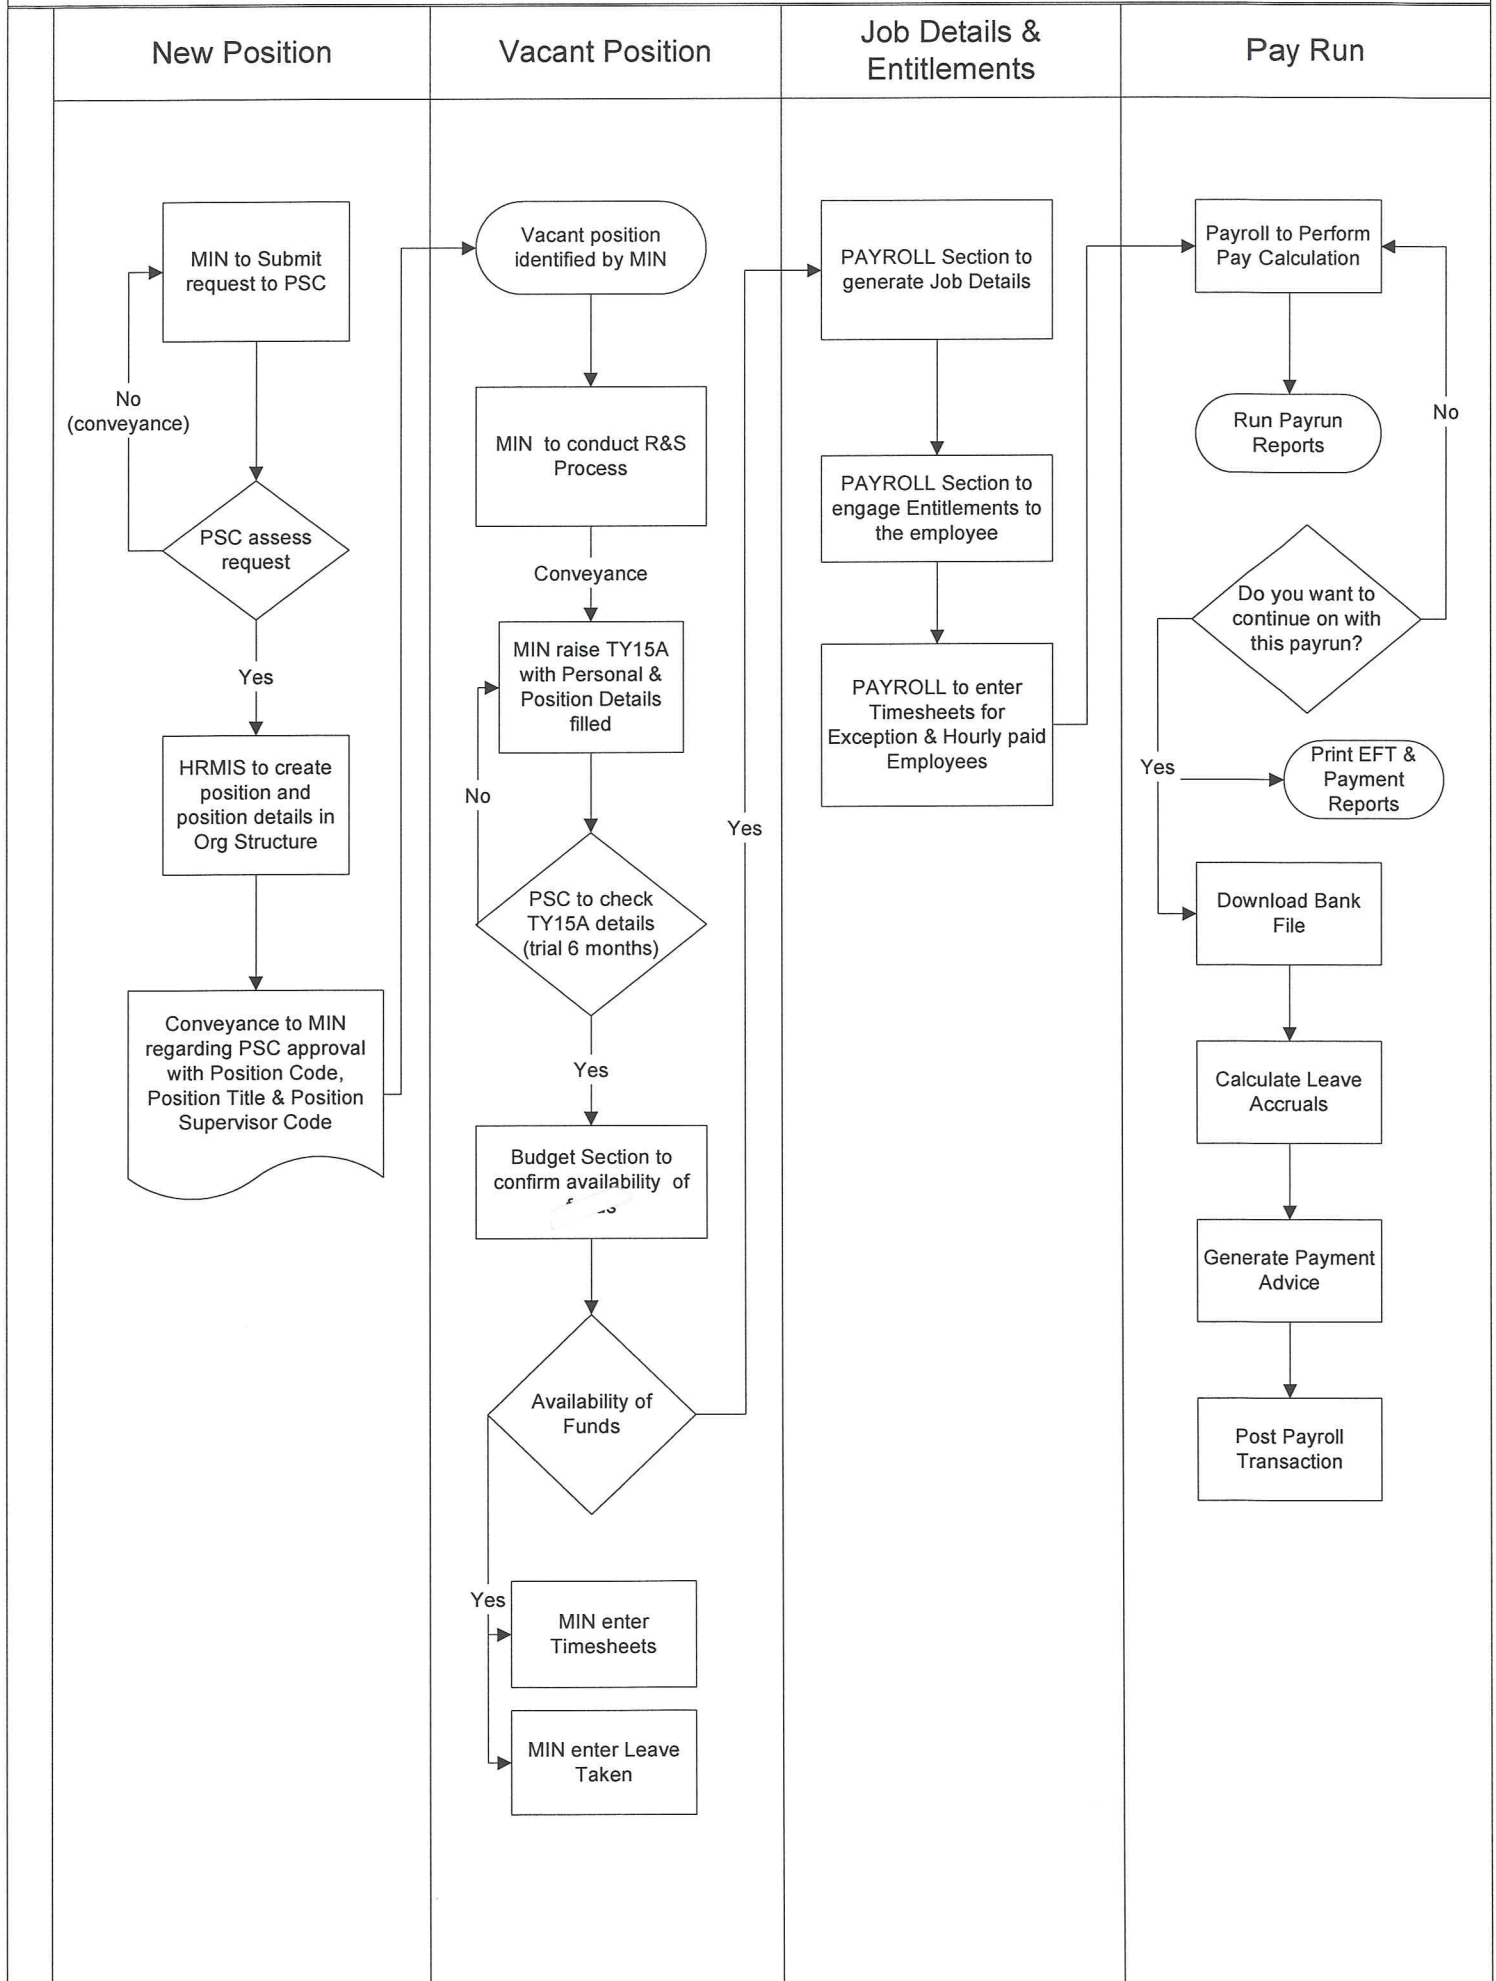 New Position
Vacant Position
Job Details &
Entitlements
Pay Run
MIN to Submit
request to PSC
No
(conveyance)
PSC assess
request
Yes
HRMIS to create
position and
position details in
Org Structure
Conveyance to MIN
regarding PSC approval
with Position Code,
Position Title & Position
Supervisor Code
Vacant position
identified by MIN
MIN to conduct R&S
Process
Conveyance
MIN raise TY15A
with Personal &
Position Details
filled
No
PSC to check
TY15A details
(trial 6 months)
Yes
Budget Section to
confirm availability of
Availability of
Funds
Yes
Yes
MIN enter
Timesheets
MIN enter Leave
Taken
PAYROLL Section to
generate Job Details
PAYROLL Section to
engage Entitlements to
the employee
PAYROLL to enter
Timesheets for
Exception & Hourly paid
Employees
Payroll to Perform
Pay Calculation
Run Payrun
Reports
No
Do you want to
continue on with
this payrun?
Yes
Print EFT &
Payment
Reports
Download Bank
File
Calculate Leave
Accruals
Generate Payment
Advice
Post Payroll
Transaction